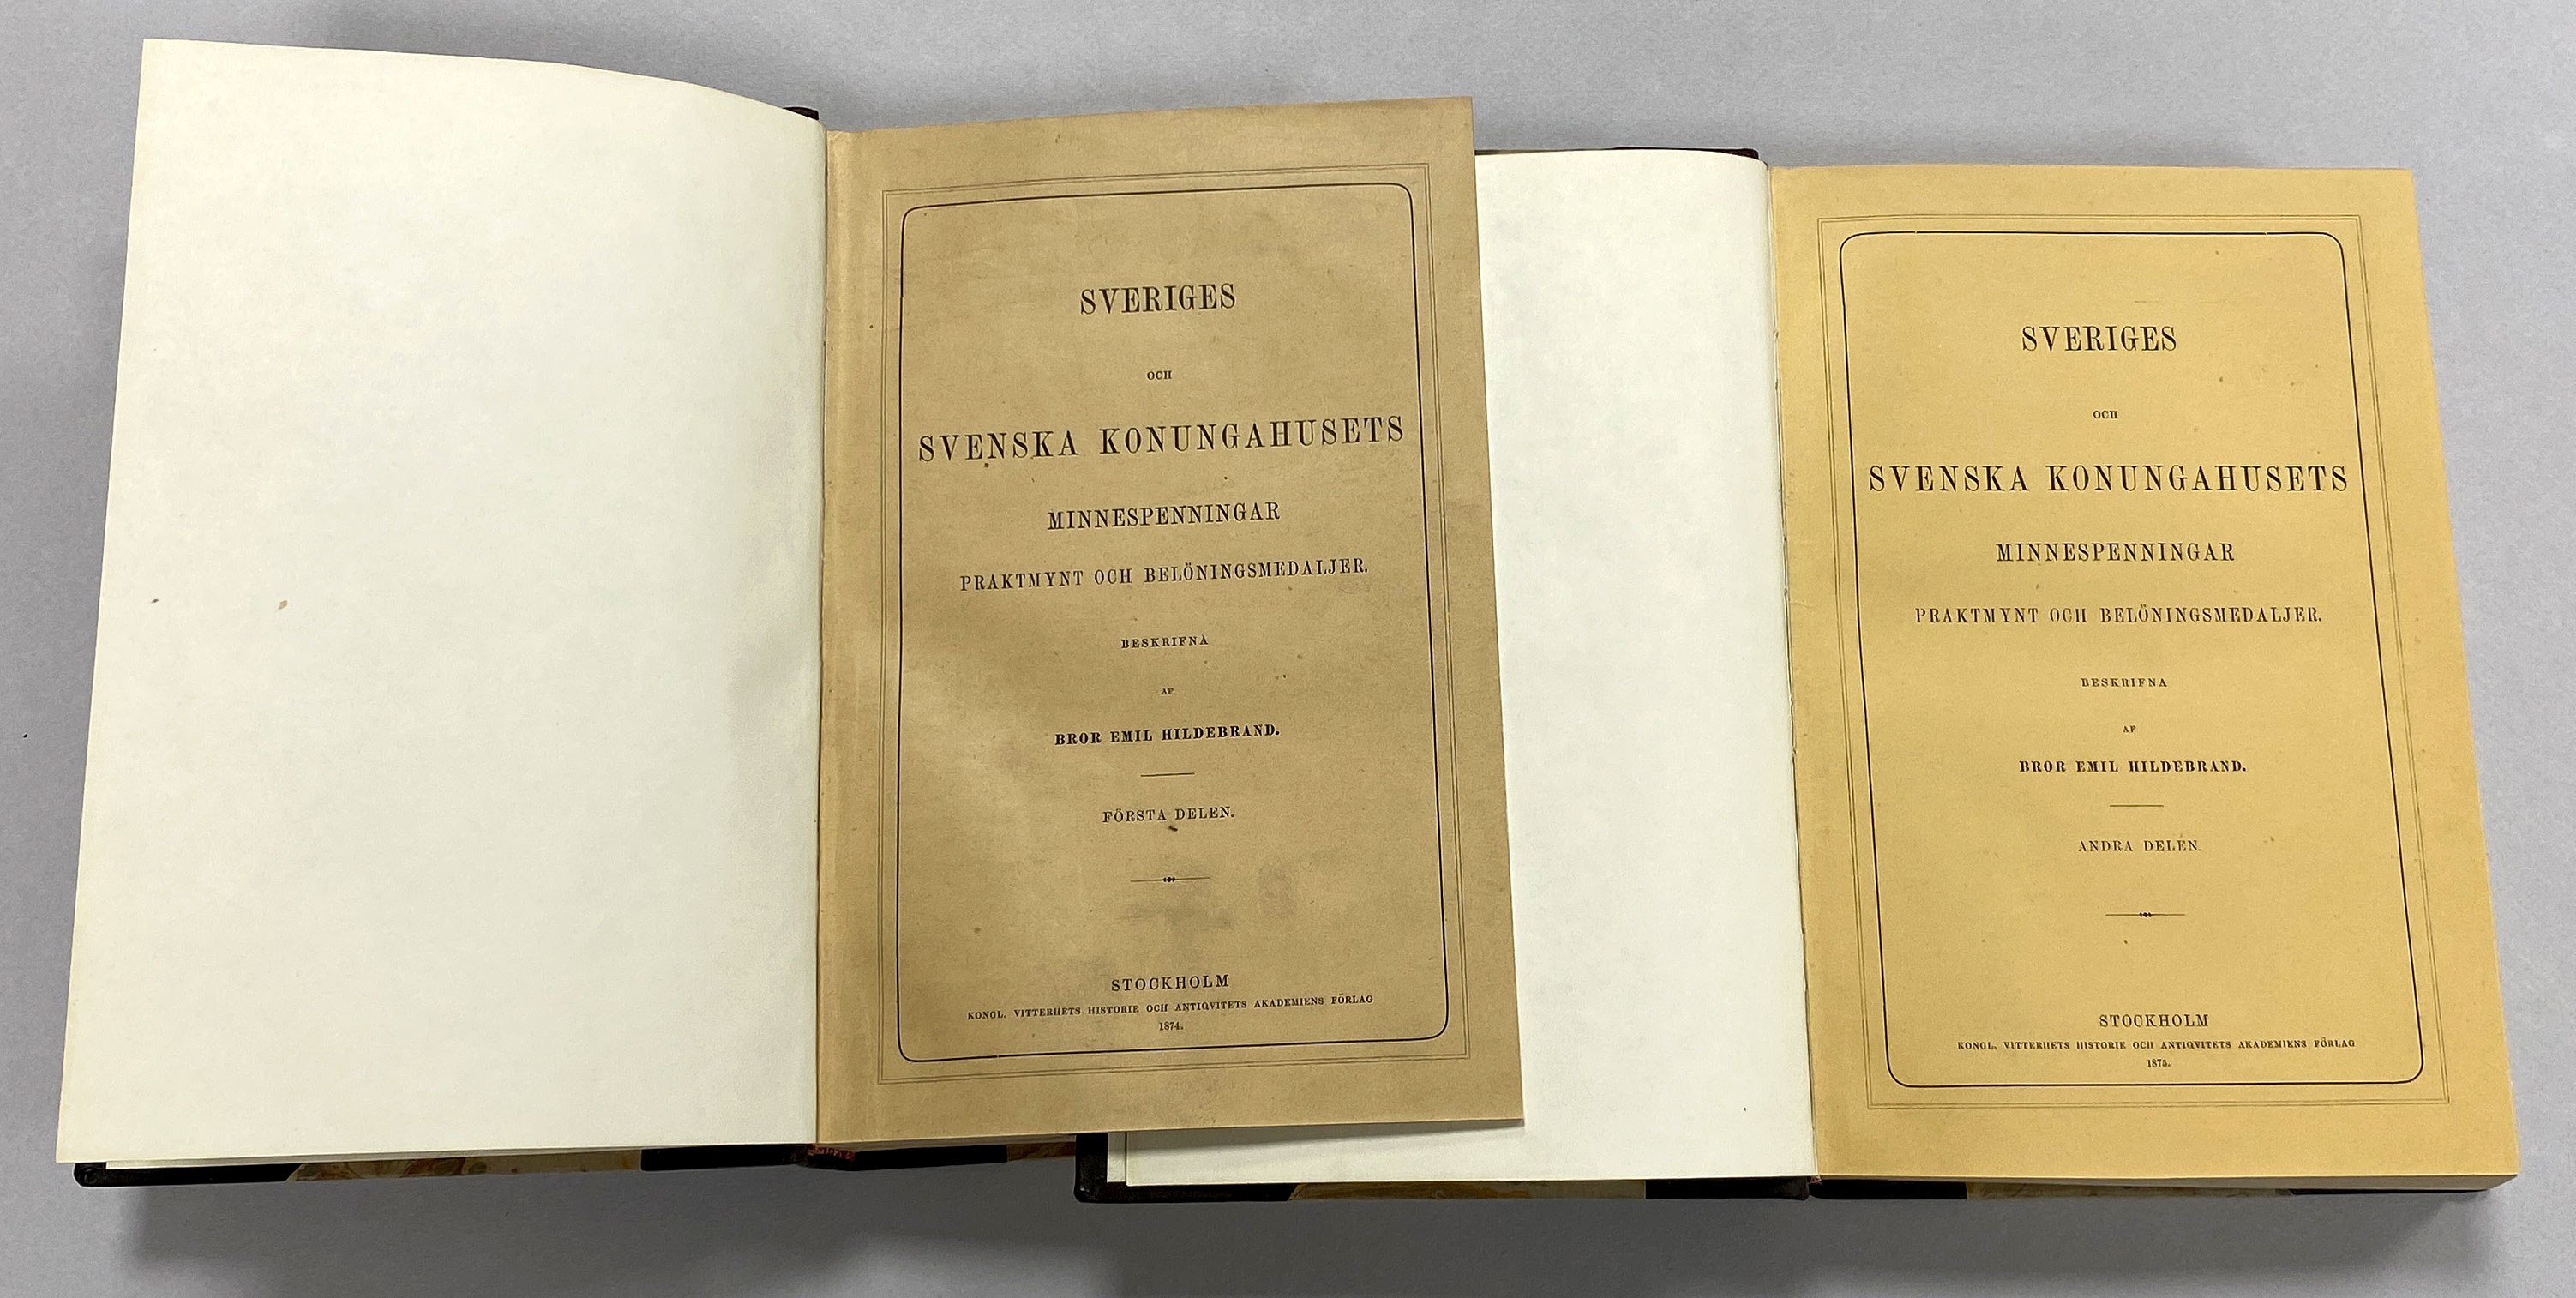 SVERIGES
OCH
SVENSKA KONUNGAHUSETS
MINNESPENNINGAR
PRAKTMYNT OCH BELÖNINGSMEDALJER.
BESKRIFNA
AF
BROR EMIL HILDEBRAND.
FÖRSTA DELEN.
STOCKHOLM
KONGL. VITTERHETS HISTORIE OCH ANTIQVITETS AKADEMIENS FÖRLAG
1874.
SVERIGES
OCH
SVENSKA KONUNGAHUSETS
MINNESPENNINGAR
PRAKTMYNT OCH BELÖNINGSMEDALJER.
BESKRIFNA
AF
BROR EMIL HILDEBRAND.
ANDRA DELEN.
STOCKHOLM
KONGL. VITTERHETS HISTORIE OCH ANTIQVITETS AKADEMIENS FÖRLAG
1875.